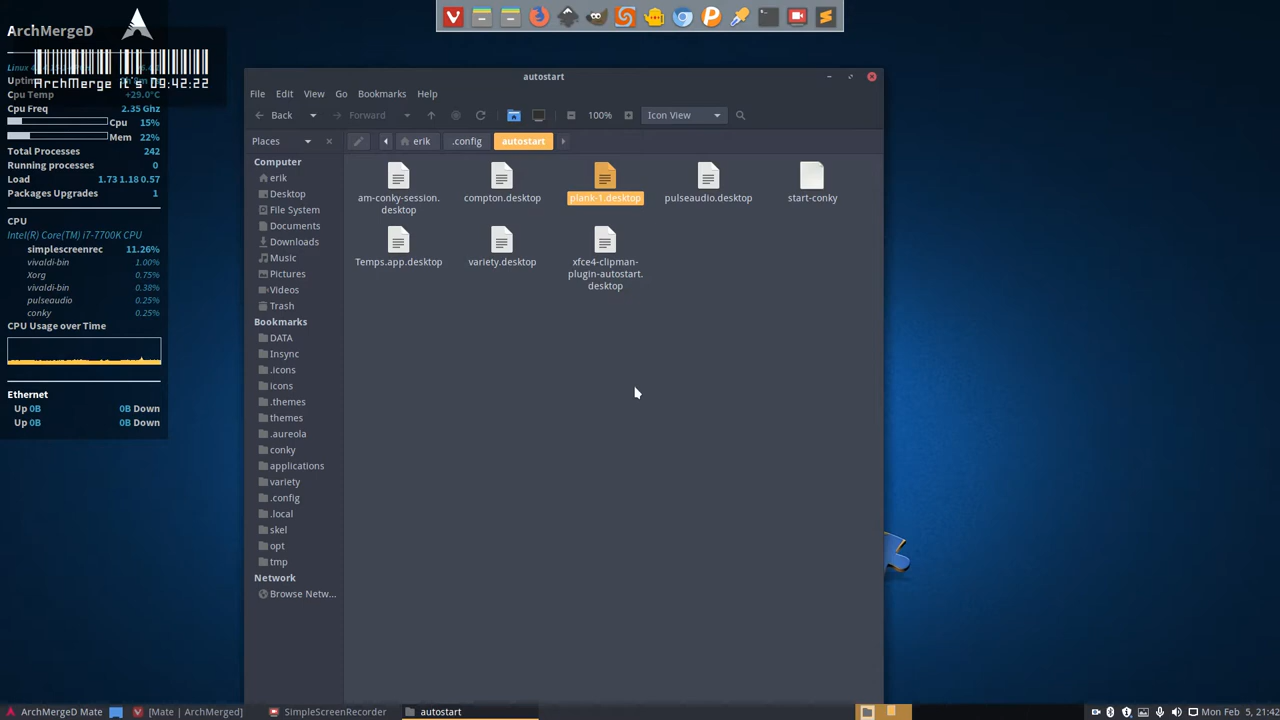 ArchMergeD
ArchMerge it's 09:42:22
Linux
Uptime
Cpu Temp +29.0°C
Cpu Freq 2.35 Ghz
Cpu 15%
Mem 22%
Total Processes 242
Running processes 0
Load 1.73 1.18 0.57
Packages Upgrades 1
CPU
Intel(R) Core(TM) i7-7700K CPU
simplescreenrec 11.26%
vivaldi-bin 1.00%
Xorg 0.75%
vivaldi-bin 0.38%
pulseaudio 0.25%
conky 0.25%
CPU Usage over Time
Ethernet
Up 0B 0B Down
Up 0B 0B Down
autostart
File Edit View Go Bookmarks Help
Back Forward 100% Icon View
Places erik .config autostart
Computer
erik
Desktop
File System
Documents
Downloads
Music
Pictures
Videos
Trash
Bookmarks
DATA
Insync
.icons
icons
.themes
themes
.aureola
conky
applications
variety
.config
.local
skel
opt
tmp
Network
Browse Netw...
am-conky-session.
desktop
compton.desktop
plank-1.desktop
pulseaudio.desktop
start-conky
Temps.app.desktop
variety.desktop
xfce4-clipman-
plugin-autostart.
desktop
ArchMergeD Mate [Mate | ArchMerged] SimpleScreenRecorder autostart Mon Feb 5, 21:42